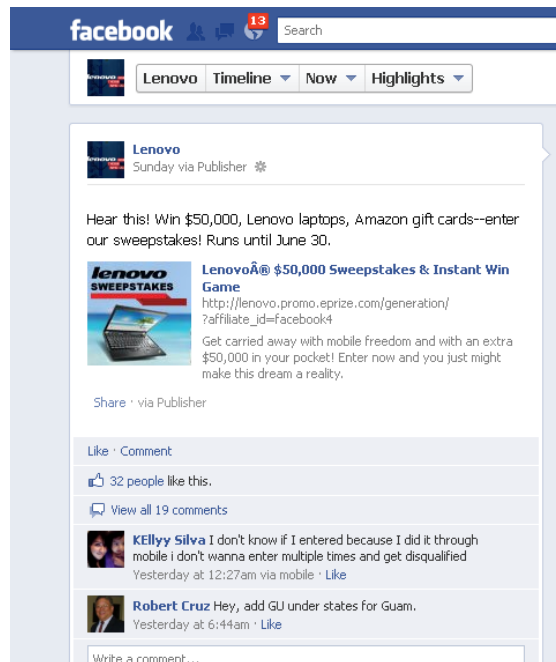 facebook
13
Search
Lenovo Timeline Now Highlights
Lenovo
Sunday via Publisher
Hear this! Win $50,000, Lenovo laptops, Amazon gift cards--enter
our sweepstakes! Runs until June 30.
lenovo
SWEEPSTAKES
LenovoÂ® $50,000 Sweepstakes & Instant Win
Game
http://lenovo.promo.eprize.com/generation/
?affiliate_id=facebook4
Get carried away with mobile freedom and with an extra
$50,000 in your pocket! Enter now and you just might
make this dream a reality.
Share · via Publisher
Like · Comment
32 people like this.
View all 19 comments
KEllyy Silva I don't know if I entered because I did it through
mobile i don't wanna enter multiple times and get disqualified
Yesterday at 12:27am via mobile · Like
Robert Cruz Hey, add GU under states for Guam.
Yesterday at 6:44am · Like
Write a comment...